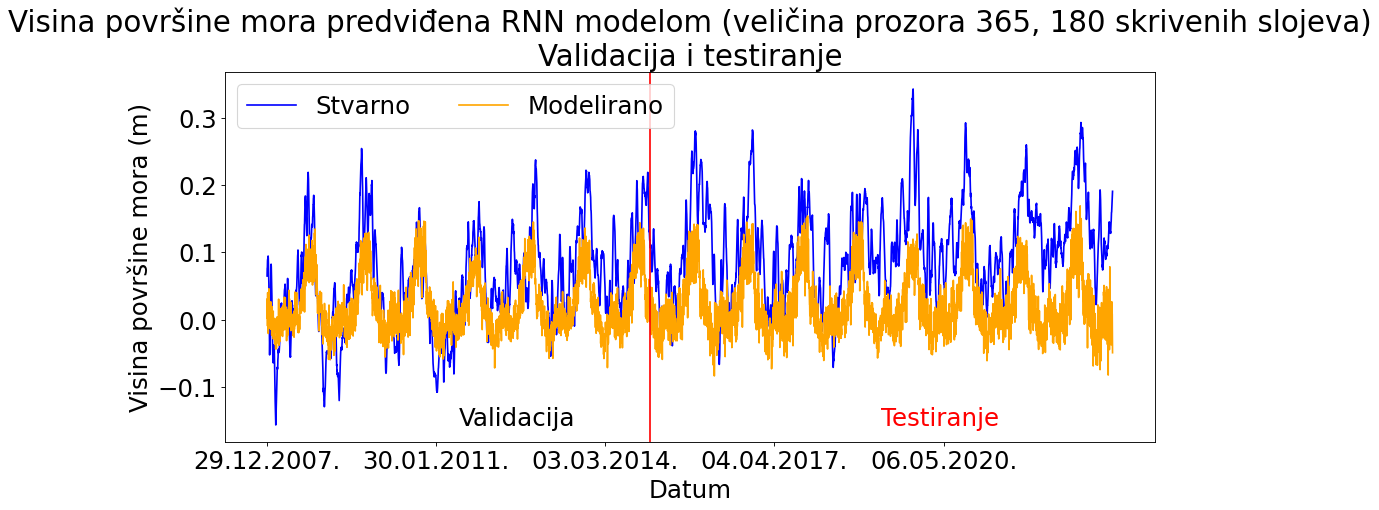 Visina površine mora predviđena RNN modelom (veličina prozora 365, 180 skrivenih slojeva)
Validacija i testiranje
Stvarno Modelirano
Visina površine mora (m)
0.3
0.2
0.1
0.0
−0.1
Validacija Testiranje
29.12.2007. 30.01.2011. 03.03.2014. 04.04.2017. 06.05.2020.
Datum